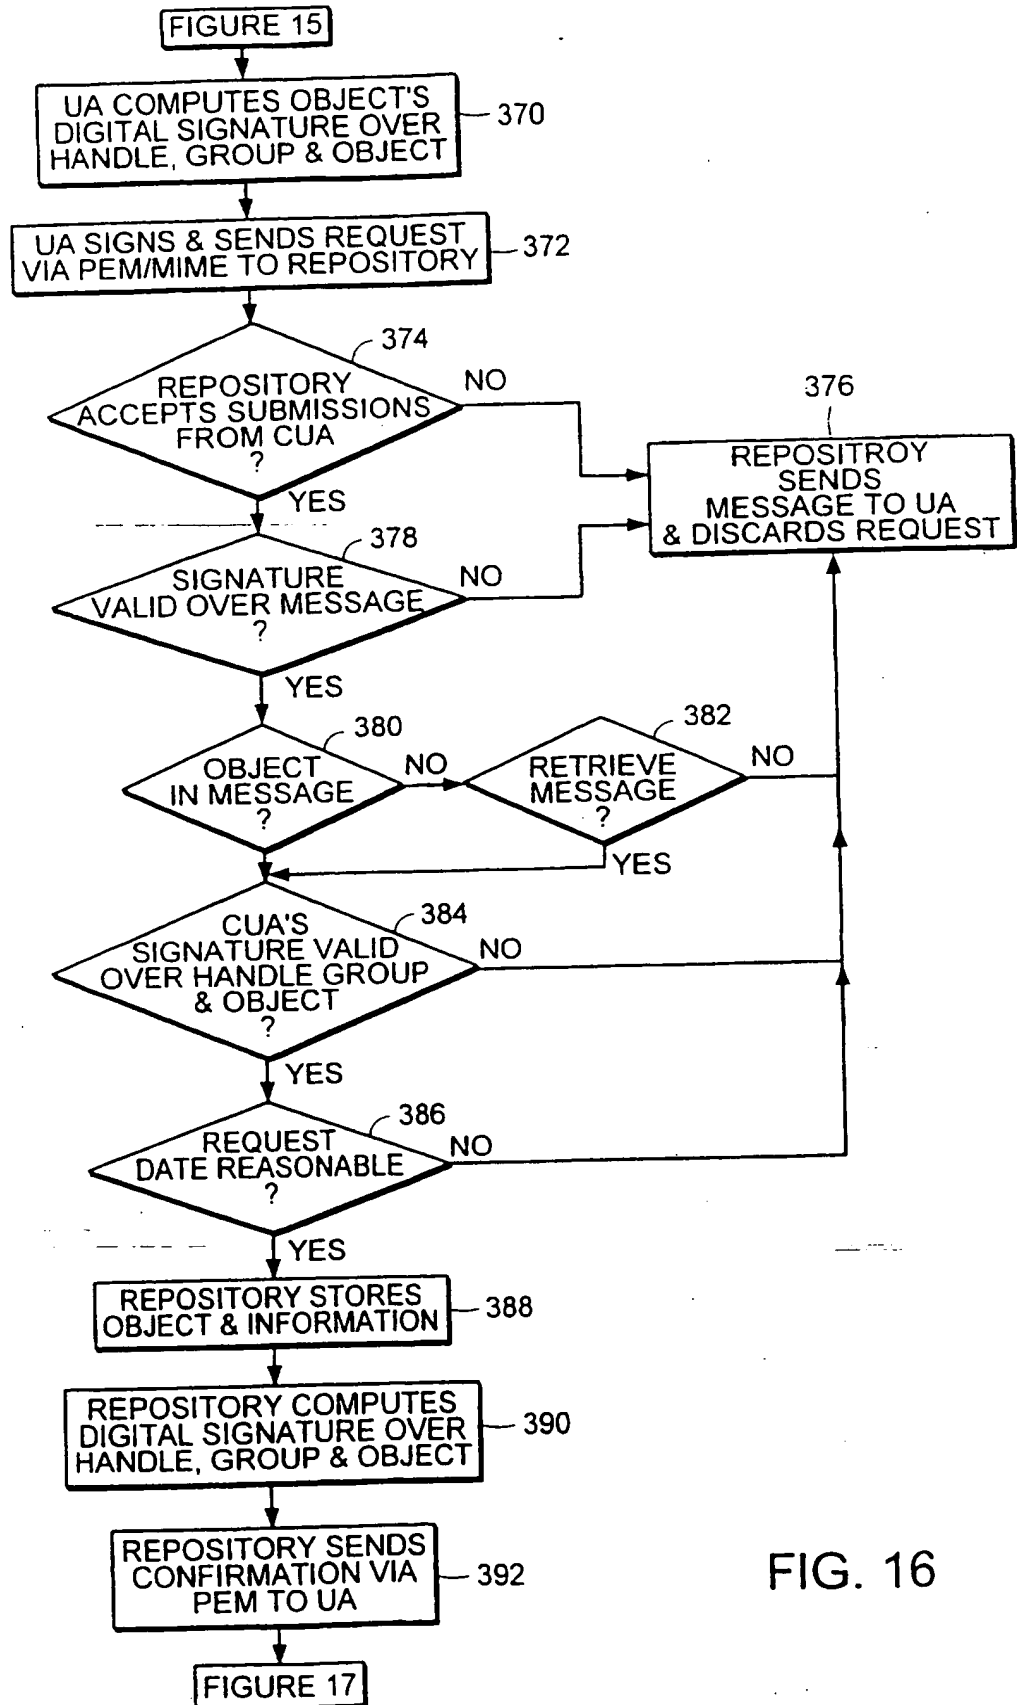 FIGURE 15
UA COMPUTES OBJECT'S
DIGITAL SIGNATURE OVER
HANDLE, GROUP & OBJECT
370
UA SIGNS & SENDS REQUEST
VIA PEM/MIME TO REPOSITORY
372
374
REPOSITORY
ACCEPTS SUBMISSIONS
FROM CUA
?
NO
YES
376
REPOSITROY
SENDS
MESSAGE TO UA
& DISCARDS REQUEST
378
SIGNATURE
VALID OVER MESSAGE
?
NO
YES
380
OBJECT
IN MESSAGE
?
NO
382
RETRIEVE
MESSAGE
?
NO
YES
384
CUA'S
SIGNATURE VALID
OVER HANDLE GROUP
& OBJECT
?
NO
YES
386
REQUEST
DATE REASONABLE
?
NO
YES
REPOSITORY STORES
OBJECT & INFORMATION
388
REPOSITORY COMPUTES
DIGITAL SIGNATURE OVER
HANDLE, GROUP & OBJECT
390
REPOSITORY SENDS
CONFIRMATION VIA
PEM TO UA
392
FIGURE 17
FIG. 16